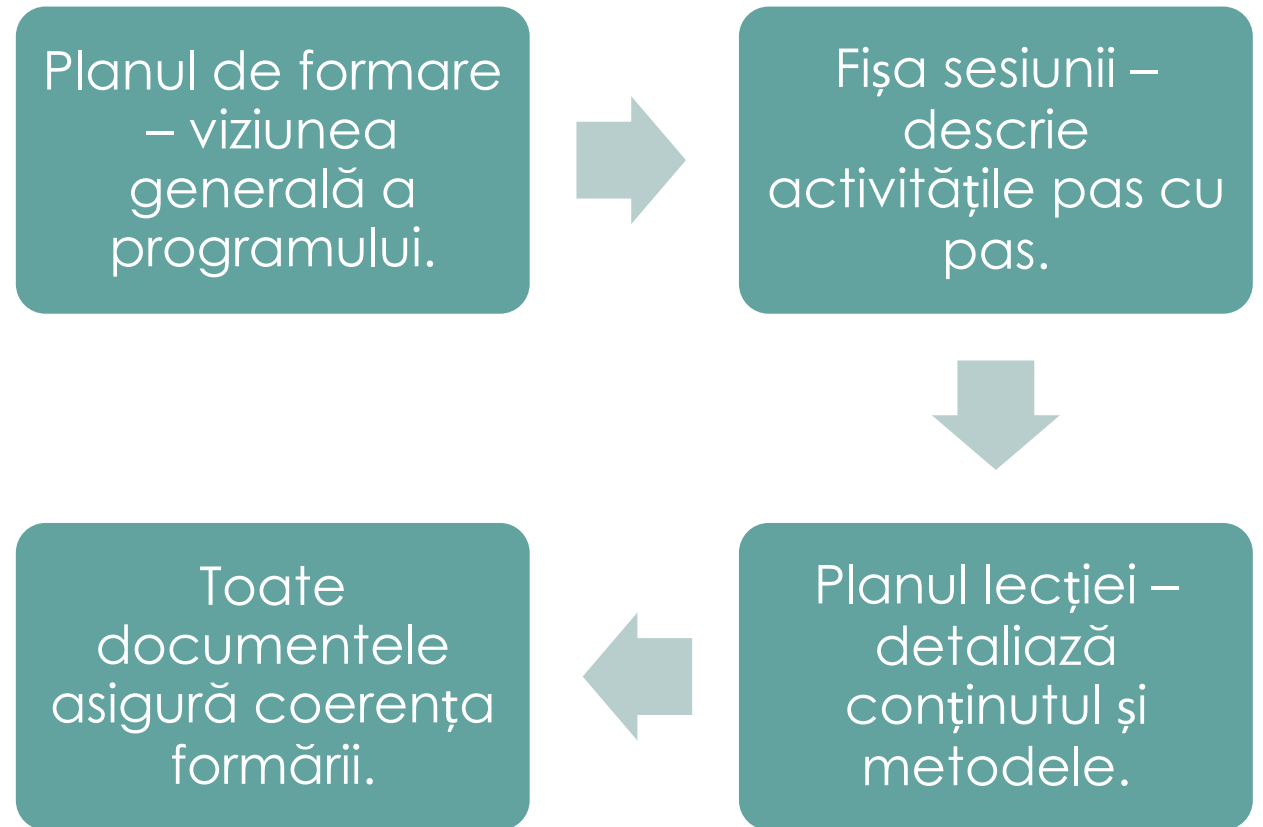 Planul de formare
– viziunea
generală a
programului.
Fișa sesiunii –
descrie
activitățile pas cu
pas.
Planul lecției –
detaliază
conținutul și
metodele.
Toate
documentele
asigură coerența
formării.